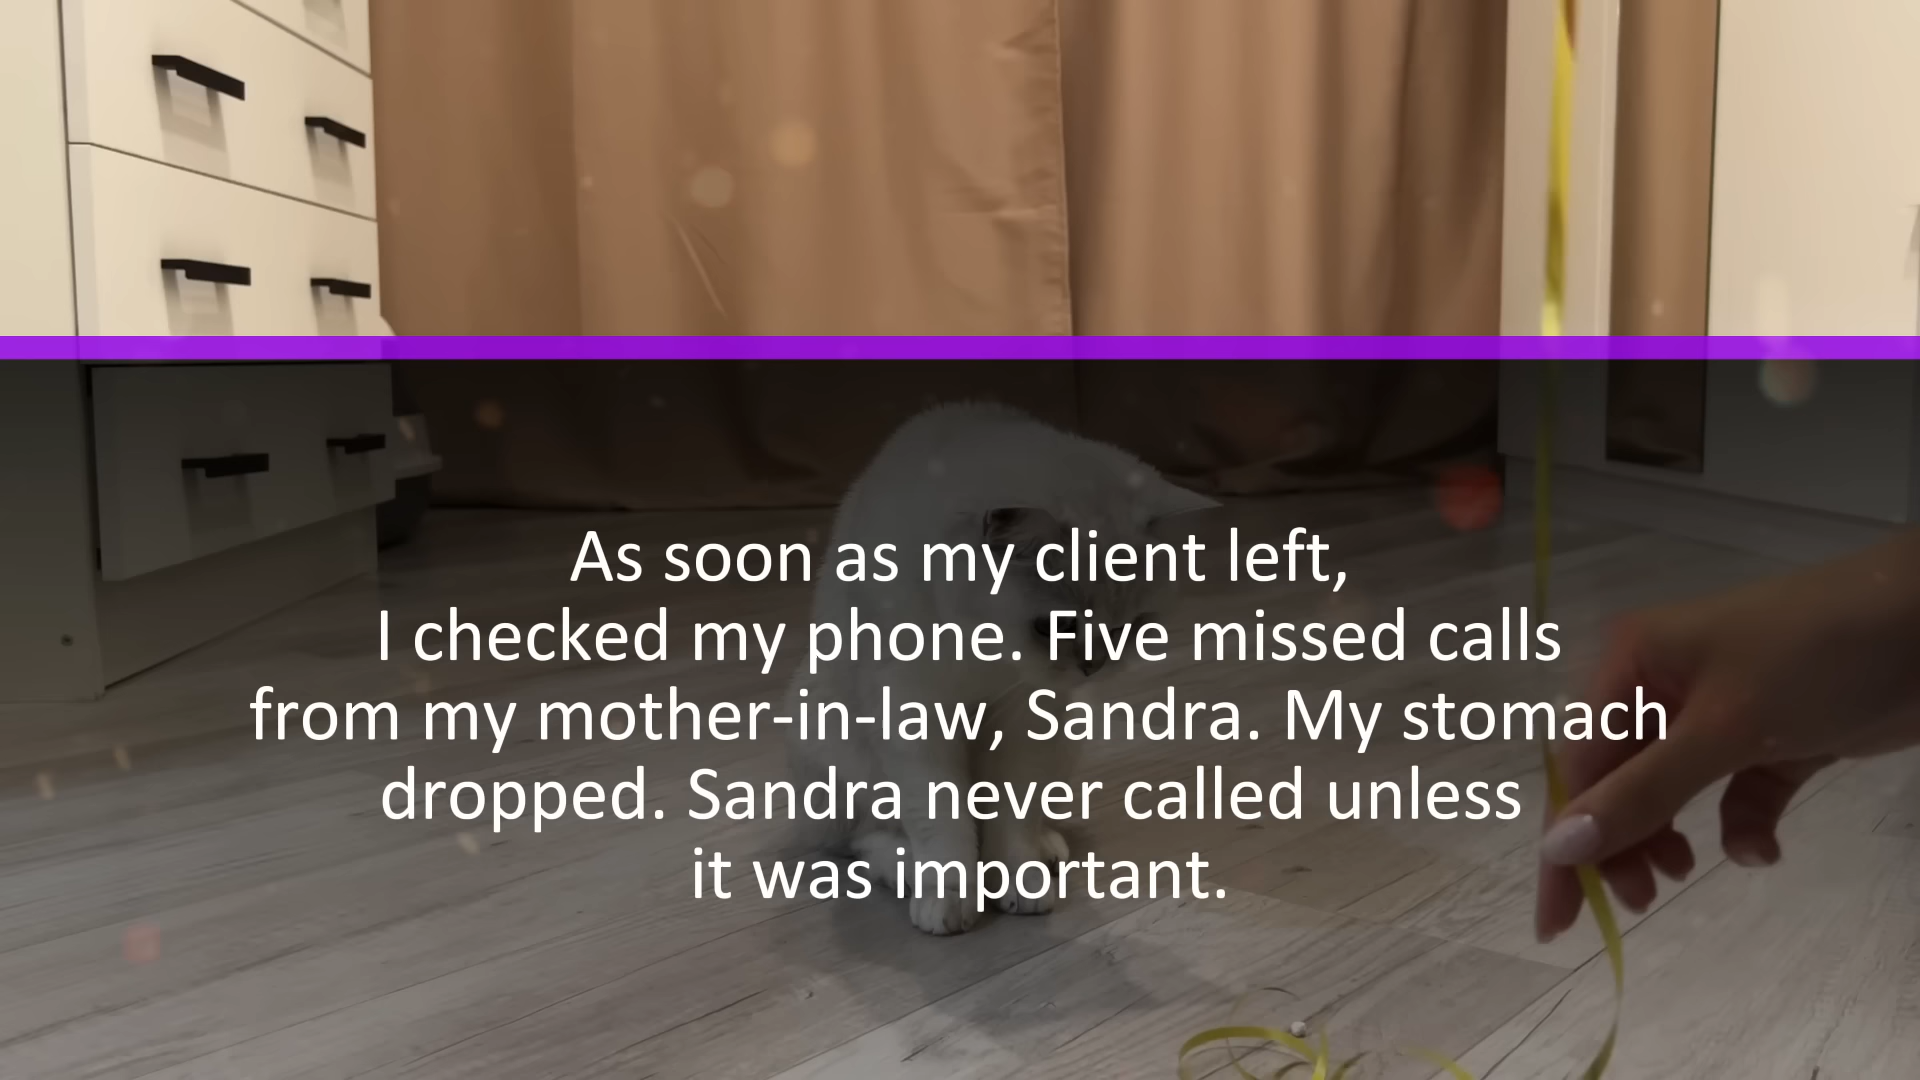 As soon as my client left,
I checked my phone. Five missed calls
from my mother-in-law, Sandra. My stomach
dropped. Sandra never called unless
it was important.